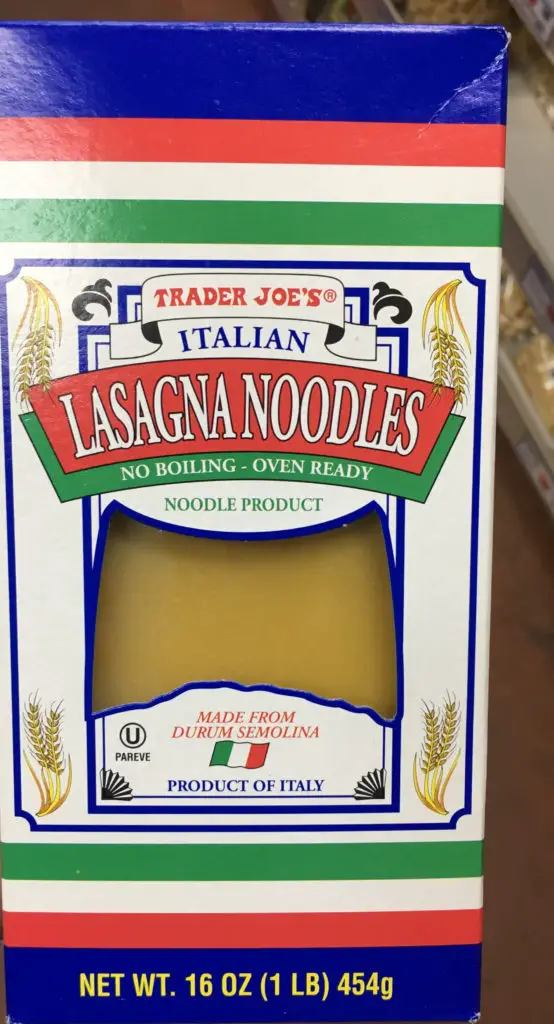 TRADER JOE'S®
ITALIAN
LASAGNA NOODLES
NO BOILING - OVEN READY
NOODLE PRODUCT
MADE FROM
DURUM SEMOLINA
U
PAREVE
PRODUCT OF ITALY
NET WT. 16 OZ (1 LB) 454g